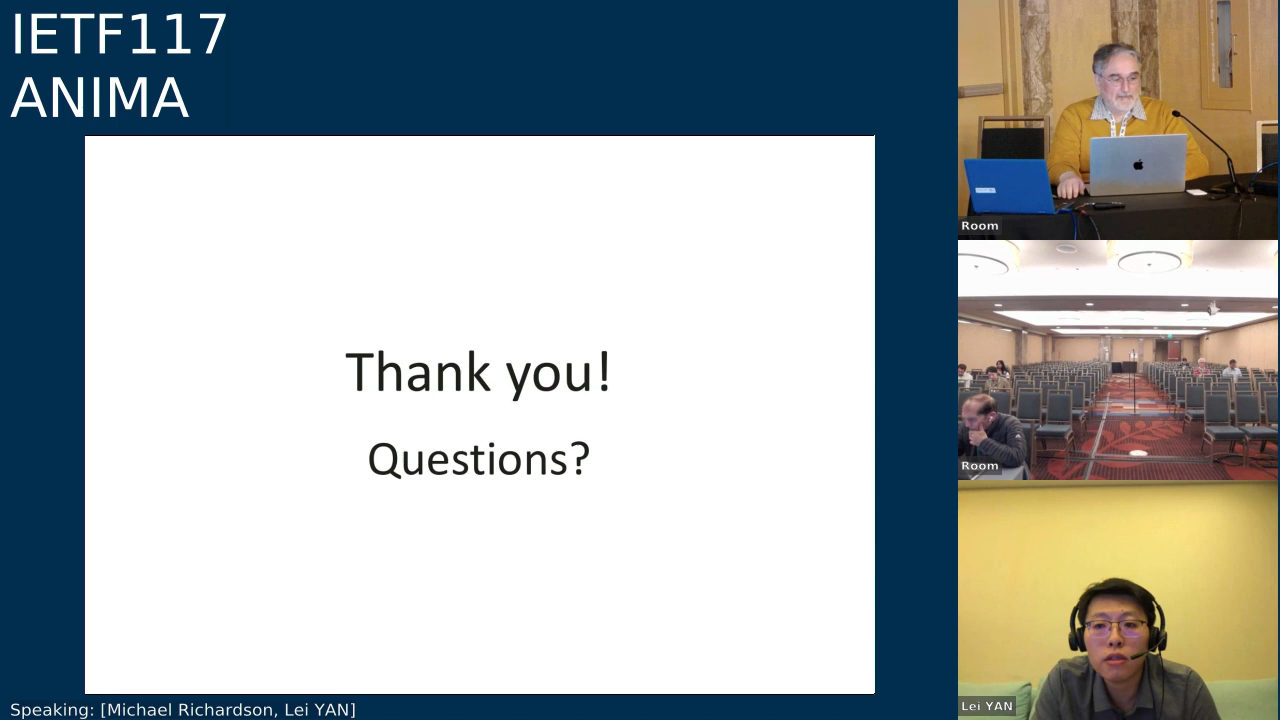 IETF117
ANIMA
Thank you!
Questions?
Room
Room
Lei YAN
Speaking: [Michael Richardson, Lei YAN]